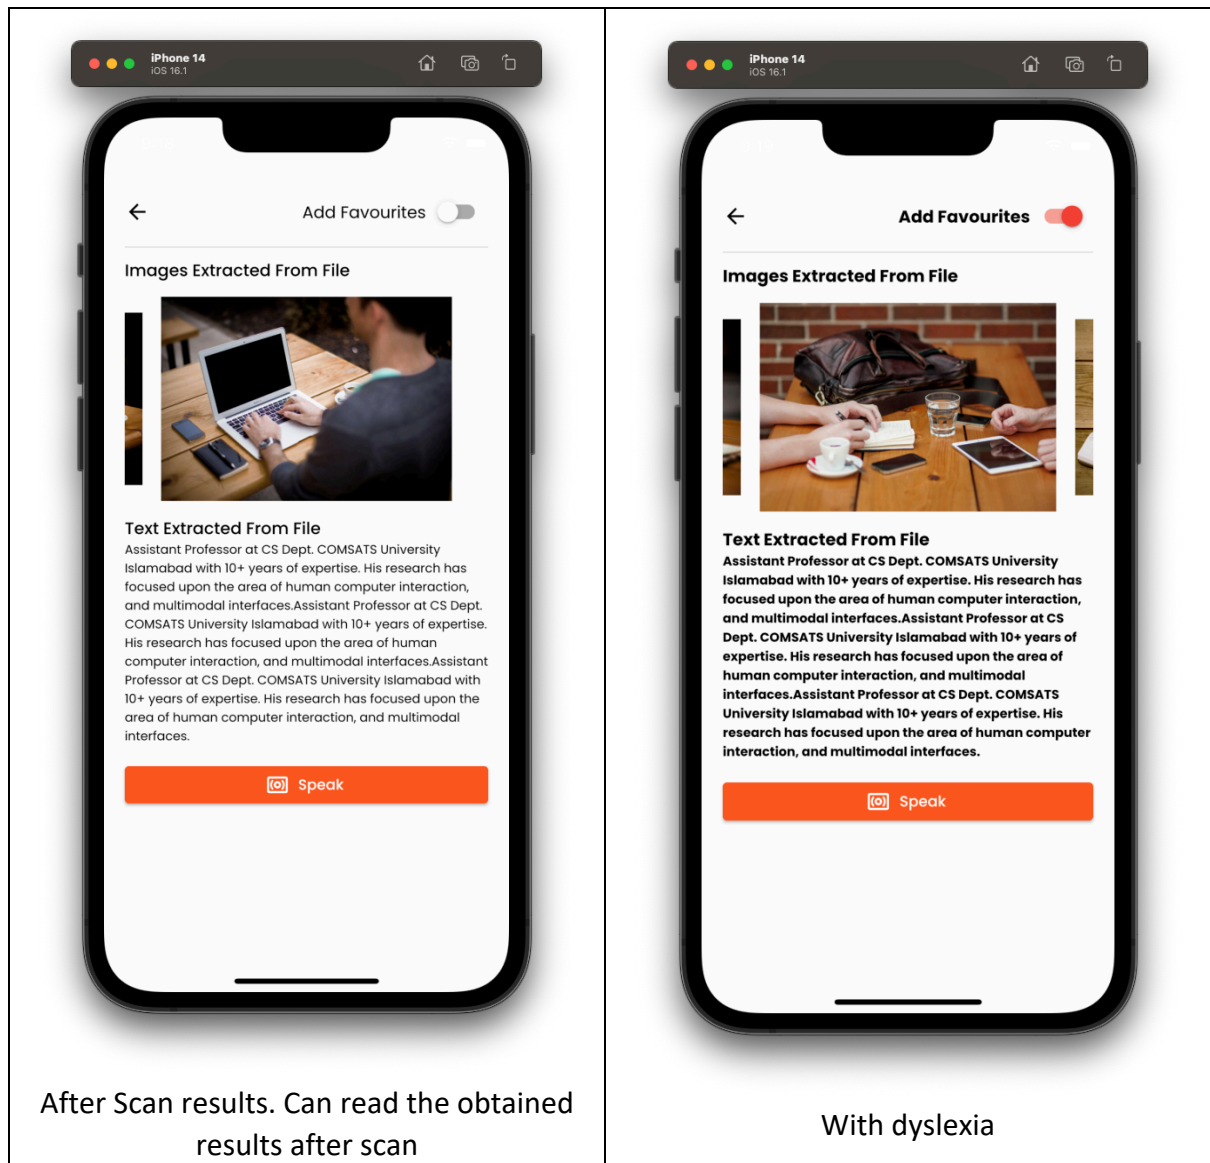 iPhone 14
iOS 16.1
Add Favourites
Images Extracted From File
Text Extracted From File
Assistant Professor at CS Dept. COMSATS University
Islamabad with 10+ years of expertise. His research has
focused upon the area of human computer interaction,
and multimodal interfaces.Assistant Professor at CS Dept.
COMSATS University Islamabad with 10+ years of expertise.
His research has focused upon the area of human
computer interaction, and multimodal interfaces.Assistant
Professor at CS Dept. COMSATS University Islamabad with
10+ years of expertise. His research has focused upon the
area of human computer interaction, and multimodal
interfaces.
Speak
After Scan results. Can read the obtained
results after scan
iPhone 14
iOS 16.1
Add Favourites
Images Extracted From File
Text Extracted From File
Assistant Professor at CS Dept. COMSATS University
Islamabad with 10+ years of expertise. His research has
focused upon the area of human computer interaction,
and multimodal interfaces.Assistant Professor at CS
Dept. COMSATS University Islamabad with 10+ years of
expertise. His research has focused upon the area of
human computer interaction, and multimodal
interfaces.Assistant Professor at CS Dept. COMSATS
University Islamabad with 10+ years of expertise. His
research has focused upon the area of human computer
interaction, and multimodal interfaces.
Speak
With dyslexia